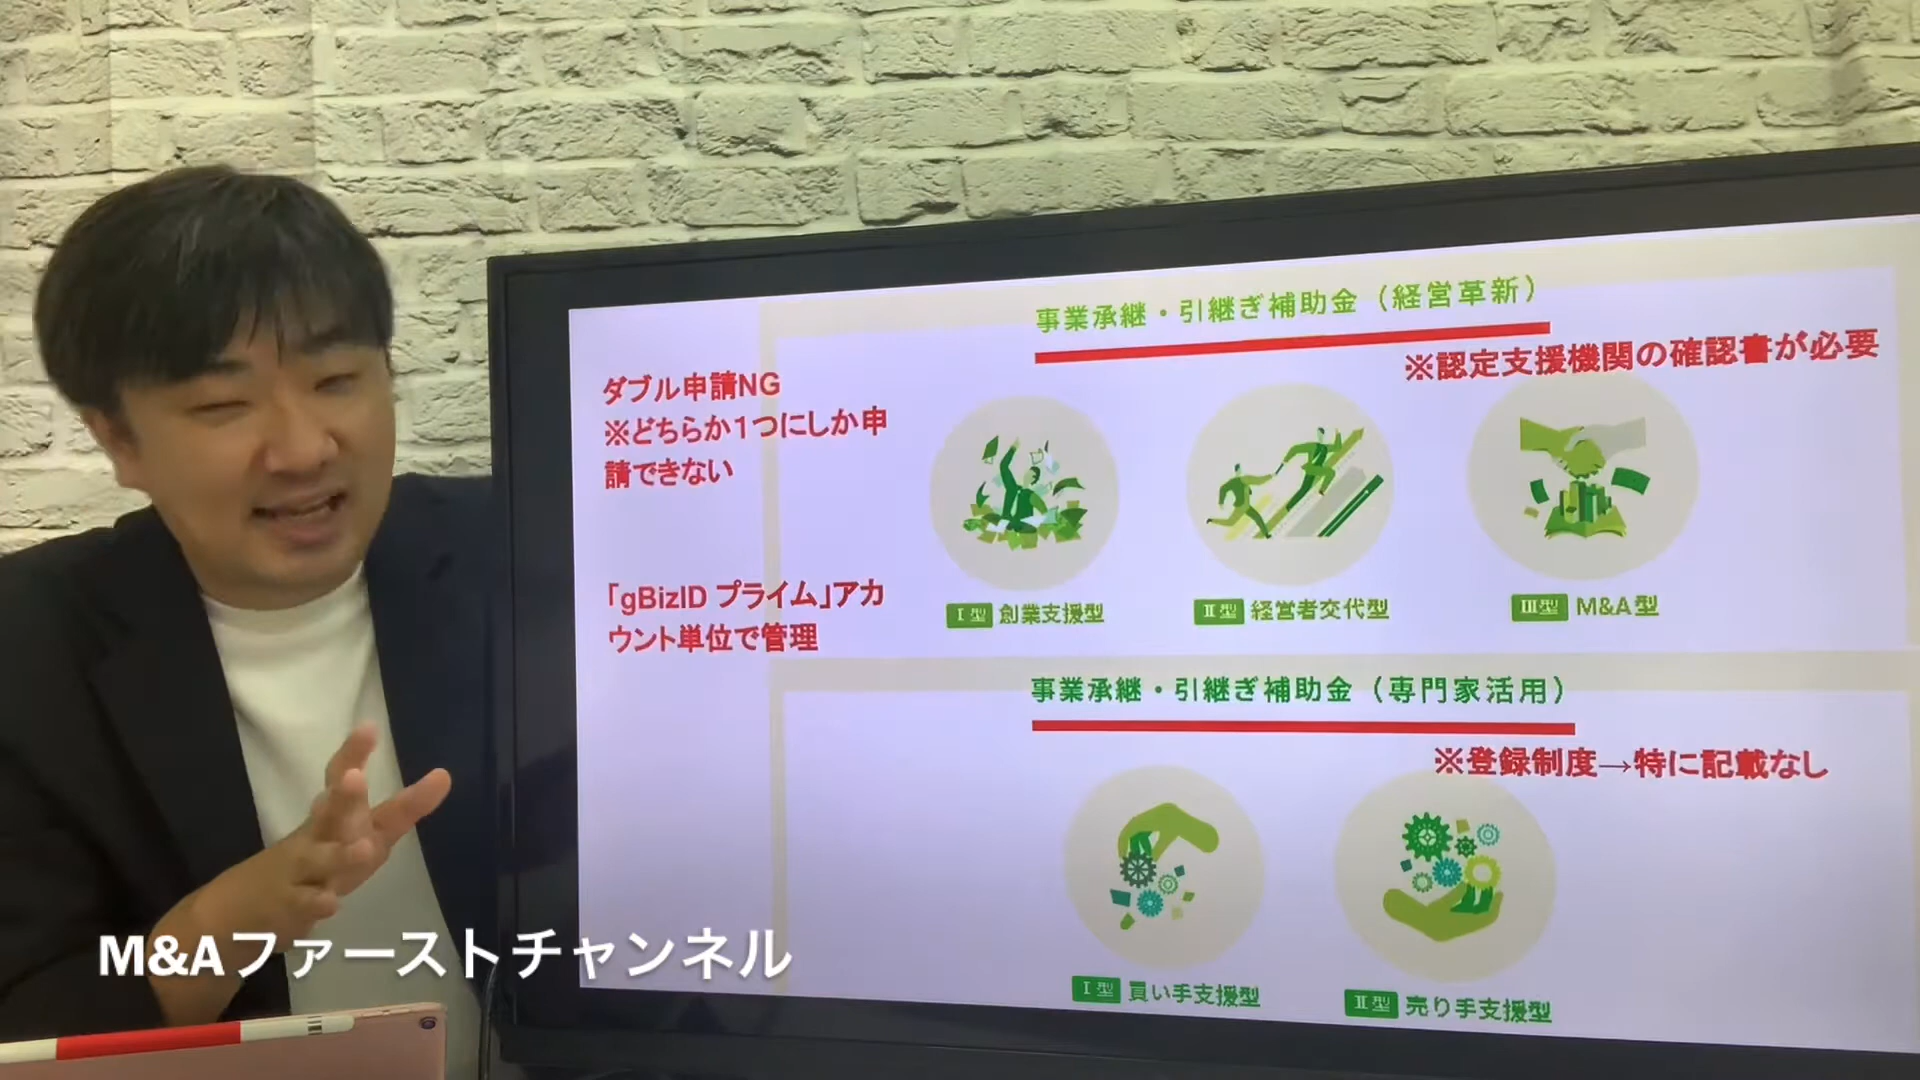 事業承継・引継ぎ補助金（経営革新）
※認定支援機関の確認書が必要
ダブル申請NG
※どちらか１つにしか申
請できない
「gBizID プライム」アカ
ウント単位で管理
Ⅰ型 創業支援型
Ⅱ型 経営者交代型
Ⅲ型 M&A型
事業承継・引継ぎ補助金（専門家活用）
※登録制度→特に記載なし
Ⅰ型 買い手支援型
Ⅱ型 売り手支援型
M&Aファーストチャンネル